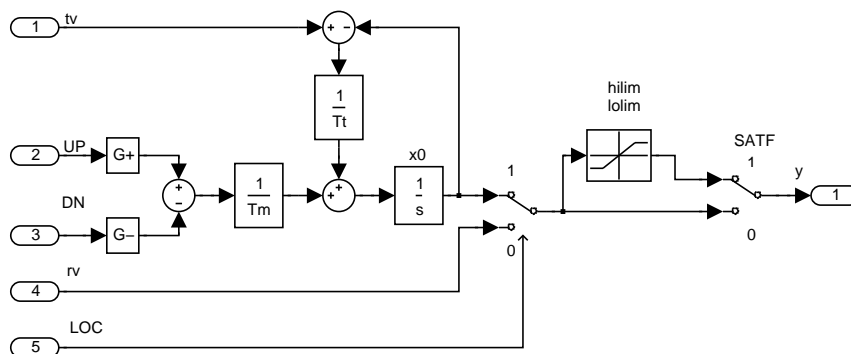 1
tv
+
−
1
Tt
hilim
lolim
2
UP
G+
x0
SATF
+
−
1
Tm
+
+
1
s
1
1
y
1
DN
3
G−
0
0
rv
4
LOC
5